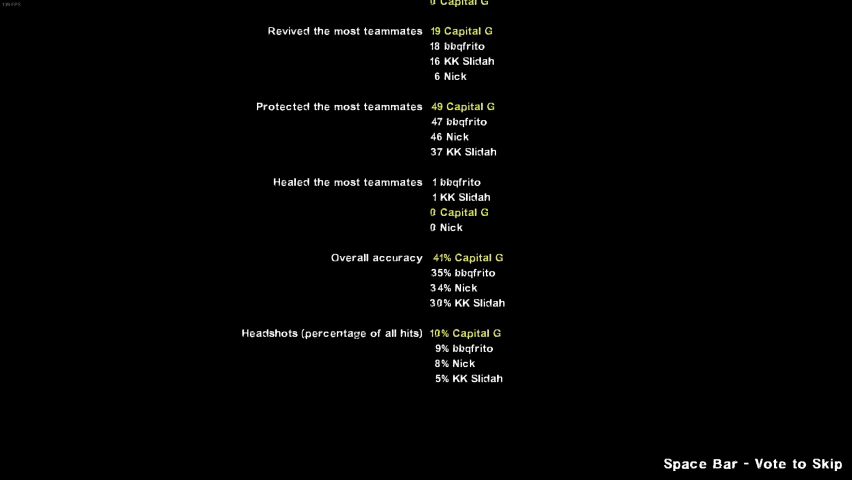 0 Capital G
Revived the most teammates 19 Capital G
18 bbqfrito
16 KK Slidah
6 Nick
Protected the most teammates 49 Capital G
47 bbqfrito
46 Nick
37 KK Slidah
Healed the most teammates 1 bbqfrito
1 KK Slidah
0 Capital G
0 Nick
Overall accuracy 41% Capital G
35% bbqfrito
34% Nick
30% KK Slidah
Headshots (percentage of all hits) 10% Capital G
9% bbqfrito
8% Nick
5% KK Slidah
Space Bar - Vote to Skip